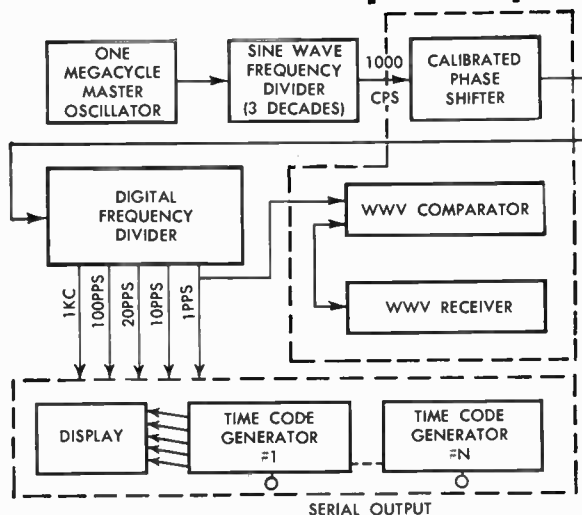 ONE
MEGACYCLE
MASTER
OSCILLATOR
SINE WAVE
FREQUENCY
DIVIDER
(3 DECADES)
1000
CPS
CALIBRATED
PHASE
SHIFTER
DIGITAL
FREQUENCY
DIVIDER
WWV COMPARATOR
WWV RECEIVER
1KC
100PPS
20PPS
10PPS
1PPS
DISPLAY
TIME CODE
GENERATOR
#1
TIME CODE
GENERATOR
#N
SERIAL OUTPUT